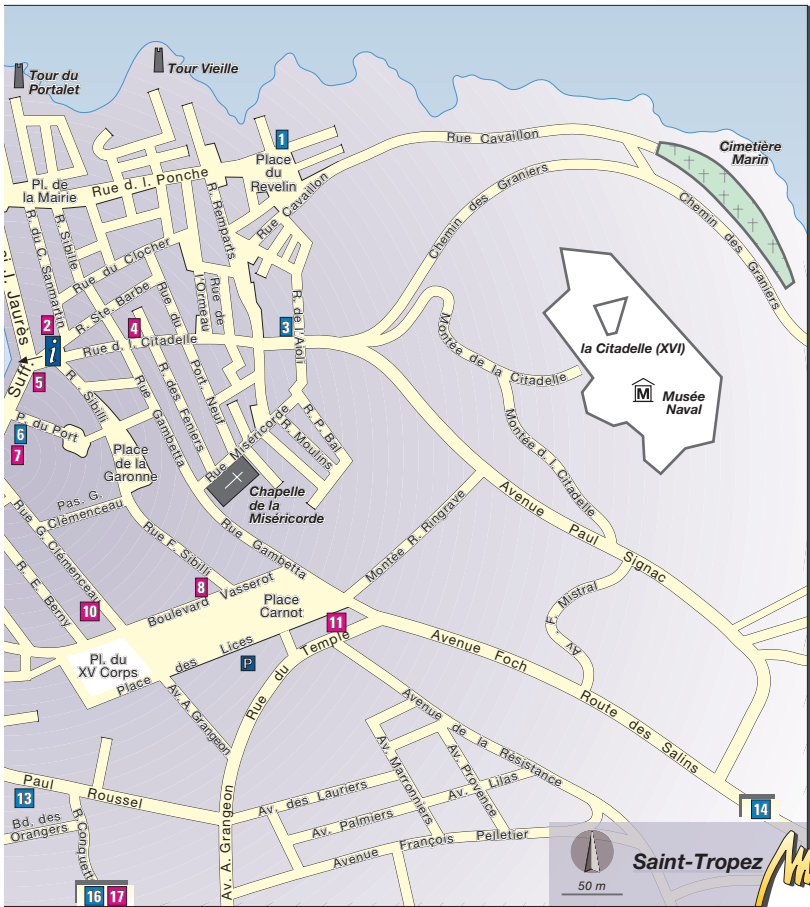 Tour du
Portalet
Tour Vieille
1
Place
du
Revelin
Rue Cavaillon
Cimetière
Marin
Pl. de
la Mairie
Rue d. l. Ponche
R. Remparts
Rue Cavaillon
Chemin des Graniers
Chemin des Graniers
R. du C. Sanmartin
R. Sibille
Rue du Clocher
R. Ste. Barbe
Rue du
Port-Neuf
Rue de
l'Ormeau
J. Jaurès
2
4
3
R. de l'Aïoli
Rue d. l. Citadelle
i
Suff
5
Montée de la Citadelle
la Citadelle (XVI)
M
Musée
Naval
R. Sibilli
Rue Gambetta
R. des Feniers
6
P. du Port
7
Place
de la
Garonne
Rue Miséricorde
R. P. Bal
R. Moulins
Chapelle
de la
Miséricorde
Montée d. l. Citadelle
Pas. G.
Clémenceau
Rue G. Clémenceau
Rue F. Sibilli
Rue Gambetta
Montée R. Ringrave
Avenue Paul Signac
R. E. Berny
8
10
Boulevard Vasserot
Place
Carnot
11
Av. F. Mistral
Pl. du
XV Corps
Place des Lices
P
Rue du Temple
Avenue Foch
Route des Salins
Av. A. Grangeon
Avenue de la Résistance
Av. Marronniers
Av. Provence
Av. Lilas
Paul Roussel
13
Bd. des
Orangers
R. Conquett
Av. A. Grangeon
Av. des Lauriers
Av. Palmiers
Avenue François Pelletier
14
16
17
50 m
Saint-Tropez